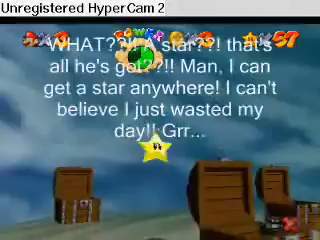 Unregistered HyperCam 2
WHAT??!! A star???! that's
all he's got??!! Man, I can
get a star anywhere! I can't
believe I just wasted my
day!! Grr...